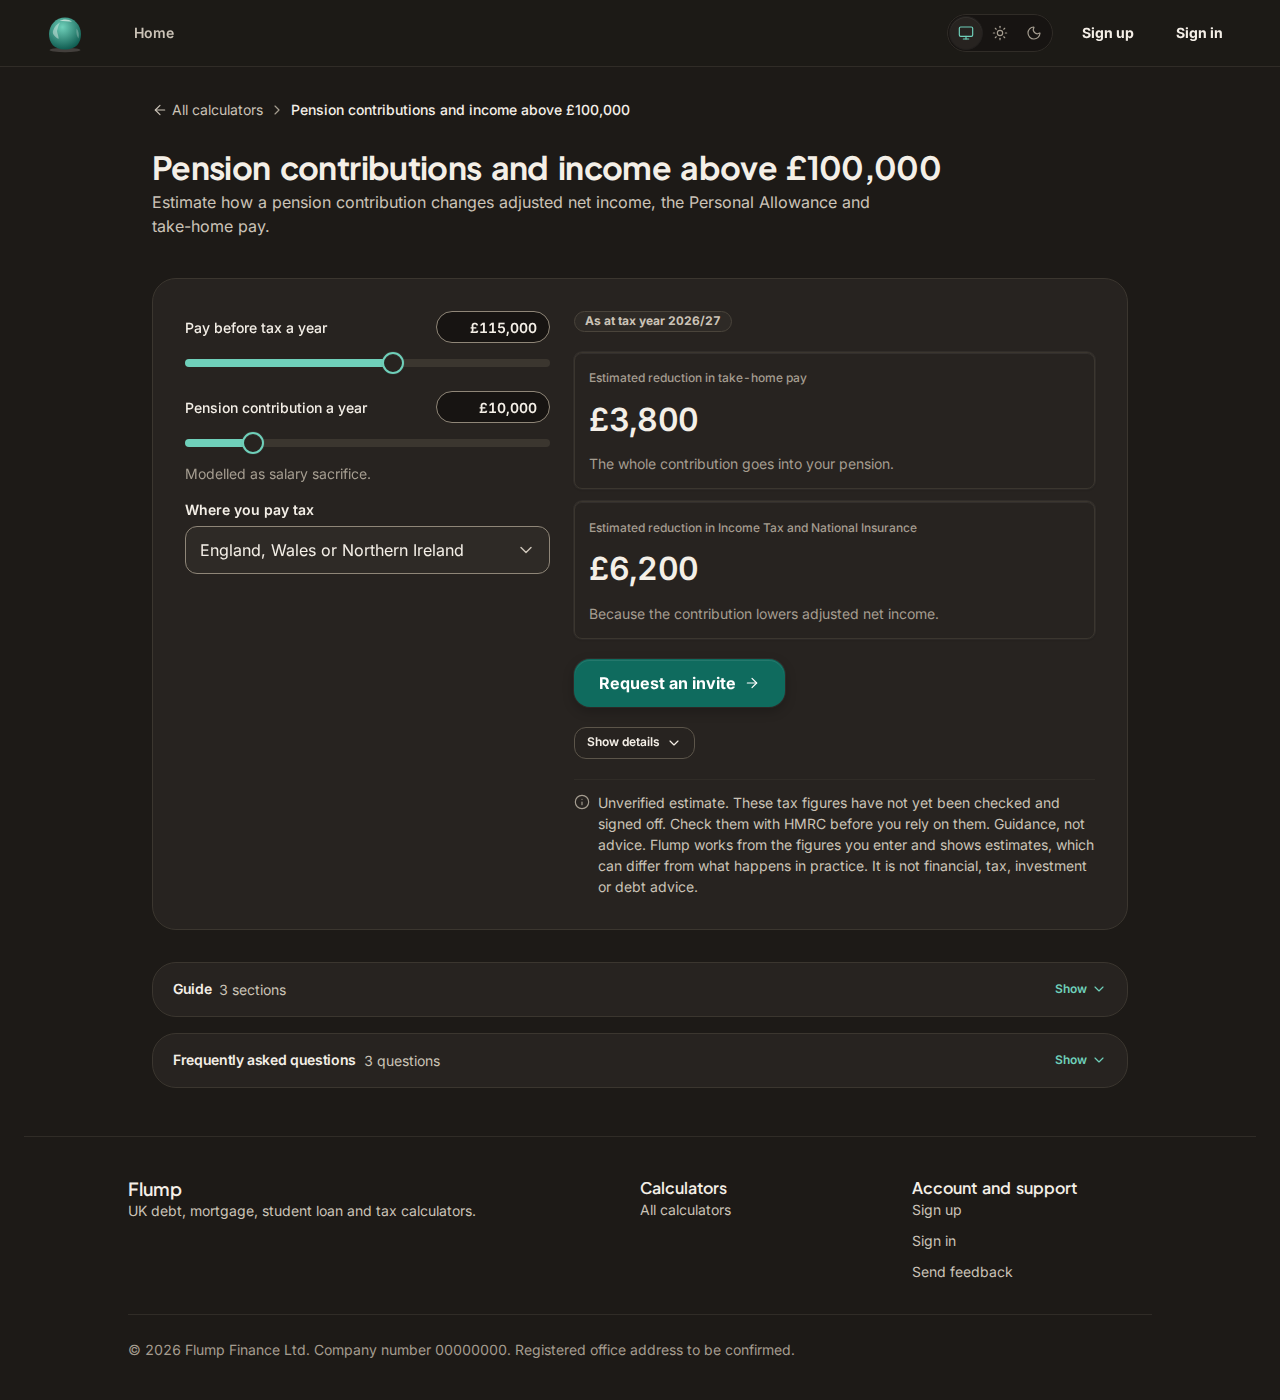 Home
Sign up
Sign in
All calculators
Pension contributions and income above £100,000
Pension contributions and income above £100,000
Estimate how a pension contribution changes adjusted net income, the Personal Allowance and
take-home pay.
Pay before tax a year
£115,000
Pension contribution a year
£10,000
Modelled as salary sacrifice.
Where you pay tax
England, Wales or Northern Ireland
As at tax year 2026/27
Estimated reduction in take-home pay
£3,800
The whole contribution goes into your pension.
Estimated reduction in Income Tax and National Insurance
£6,200
Because the contribution lowers adjusted net income.
Request an invite
Show details
Unverified estimate. These tax figures have not yet been checked and
signed off. Check them with HMRC before you rely on them. Guidance, not
advice. Flump works from the figures you enter and shows estimates, which
can differ from what happens in practice. It is not financial, tax, investment
or debt advice.
Guide 3 sections
Show
Frequently asked questions 3 questions
Show
Flump
UK debt, mortgage, student loan and tax calculators.
Calculators
All calculators
Account and support
Sign up
Sign in
Send feedback
© 2026 Flump Finance Ltd. Company number 00000000. Registered office address to be confirmed.